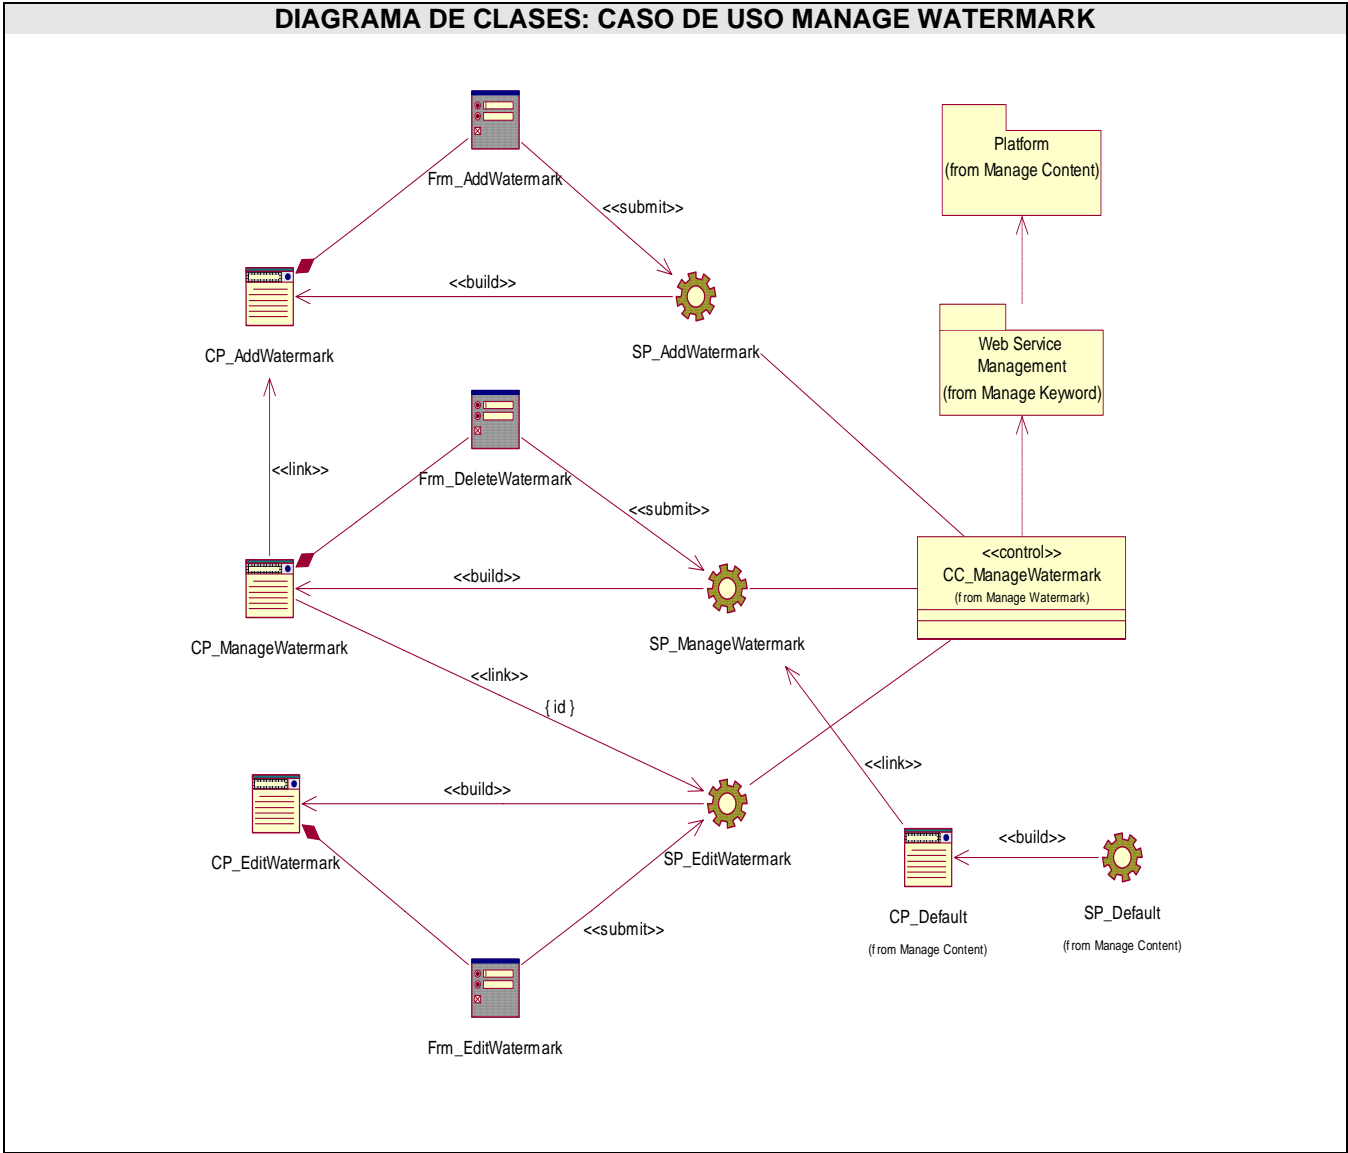 DIAGRAMA DE CLASES: CASO DE USO MANAGE WATERMARK
Frm_AddWatermark
<<submit>>
Platform
(from Manage Content)
<<build>>
CP_AddWatermark
SP_AddWatermark
Web Service
Management
(from Manage Keyword)
<<link>>
Frm_DeleteWatermark
<<submit>>
<<control>>
CC_ManageWatermark
(from Manage Watermark)
<<build>>
CP_ManageWatermark
SP_ManageWatermark
<<link>>
{ id }
<<link>>
<<build>>
CP_EditWatermark
SP_EditWatermark
<<build>>
<<submit>>
CP_Default
(from Manage Content)
SP_Default
(from Manage Content)
Frm_EditWatermark